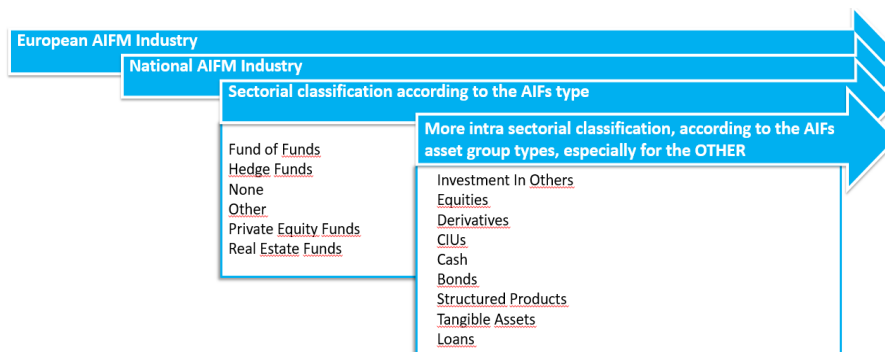 European AIFM Industry
National AIFM Industry
Sectorial classification according to the AIFs type
More intra sectorial classification, according to the AIFs
asset group types, especially for the OTHER
Fund of Funds
Hedge Funds
None
Other
Private Equity Funds
Real Estate Funds
Investment In Others
Equities
Derivatives
CIUs
Cash
Bonds
Structured Products
Tangible Assets
Loans